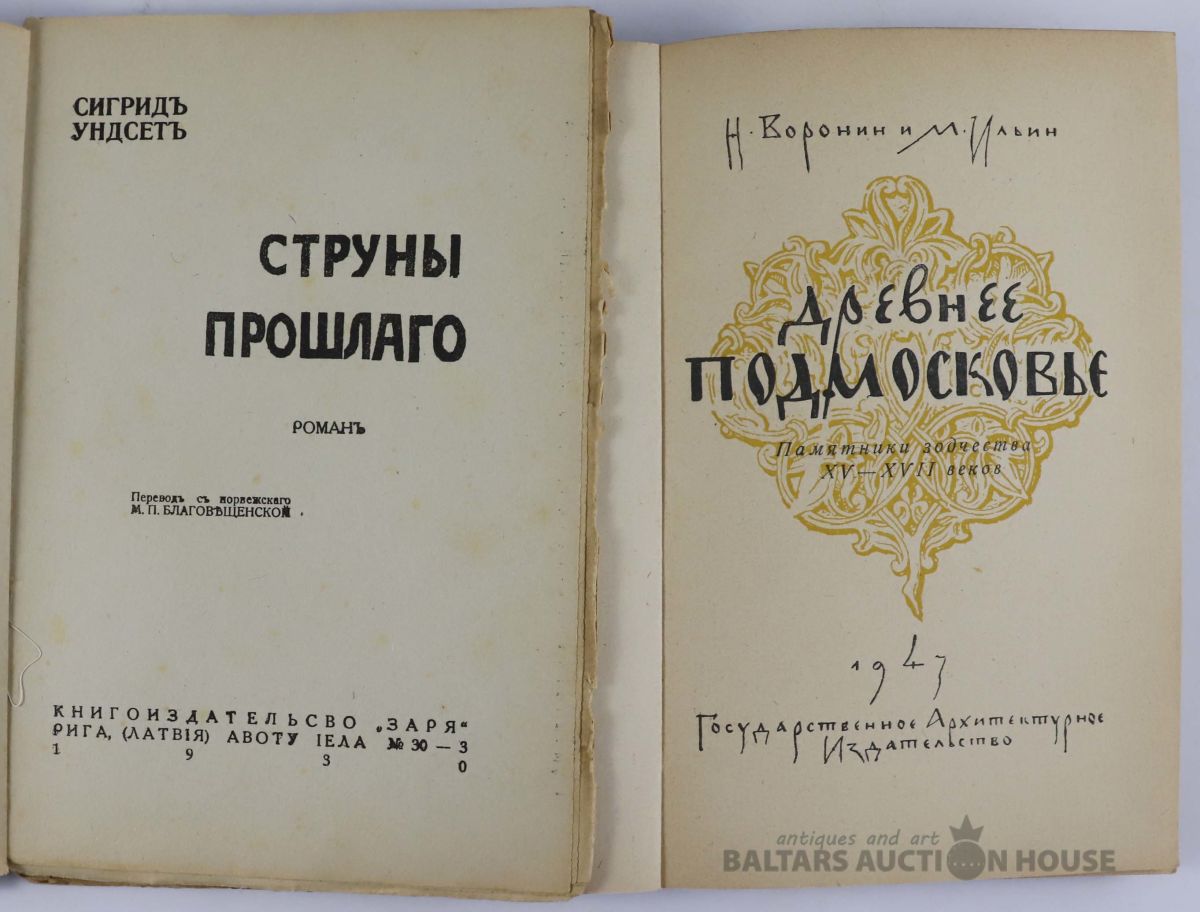 СИГРИДЪ
УНДСЕТЪ
СТРУНЫ
ПРОШЛАГО
РОМАНЪ
Переводъ съ норвежскаго
М. П. БЛАГОВѢЩЕНСКОЙ
КНИГОИЗДАТЕЛЬСВО „ЗАРЯ“
РИГА, (ЛАТВІЯ) АВОТУ ІЕЛА № 30 — 3
1 9 3 0
Н. Воронин и М. Ильин
ДРЕВНЕЕ
ПОДМОСКОВЬЕ
Памятники зодчества
XV—XVII веков
1947
Государственное Архитектурное
Издательство
antiques and art
BALTARS AUCTION HOUSE